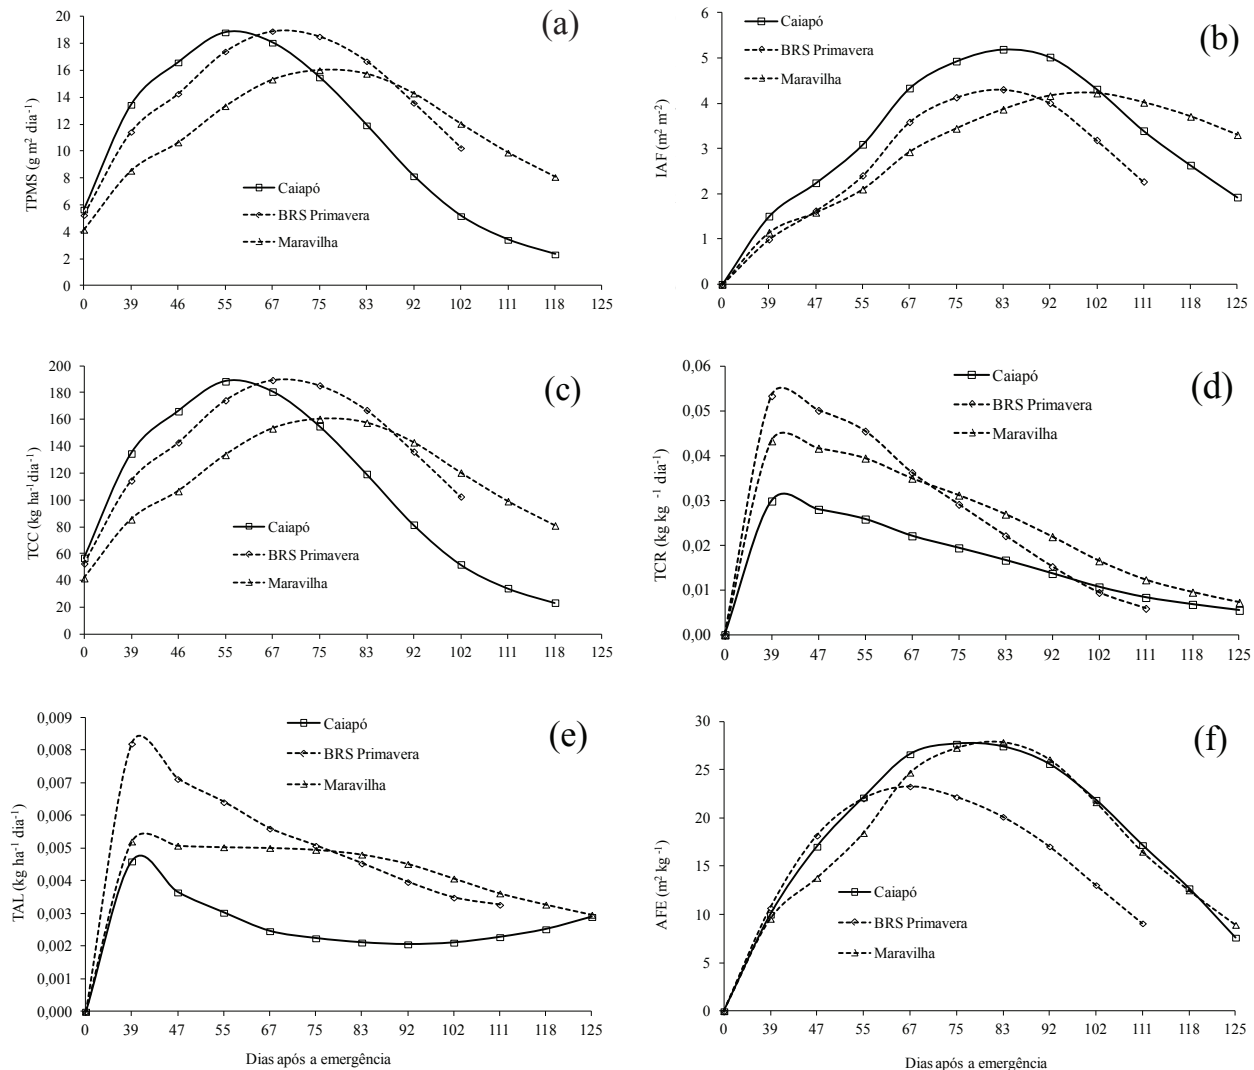 (a)
TPMS (g m² dia⁻¹)
20
18
16
14
12
10
8
6
4
2
0
Caiapó
BRS Primavera
Maravilha
0 39 46 55 67 75 83 92 102 111 118 125
(b)
IAF (m² m⁻²)
6
5
4
3
2
1
0
Caiapó
BRS Primavera
Maravilha
0 39 47 55 67 75 83 92 102 111 118 125
(c)
TCC (kg ha⁻¹ dia⁻¹)
200
180
160
140
120
100
80
60
40
20
0
Caiapó
BRS Primavera
Maravilha
0 39 46 55 67 75 83 92 102 111 118 125
(d)
TCR (kg kg ⁻¹ dia⁻¹)
0,06
0,05
0,04
0,03
0,02
0,01
0,00
Caiapó
BRS Primavera
Maravilha
0 39 47 55 67 75 83 92 102 111 118 125
(e)
TAL (kg ha⁻¹ dia⁻¹)
0,009
0,008
0,007
0,006
0,005
0,004
0,003
0,002
0,001
0,000
Caiapó
BRS Primavera
Maravilha
0 39 47 55 67 75 83 92 102 111 118 125
Dias após a emergência
(f)
AFE (m² kg⁻¹)
30
25
20
15
10
5
0
Caiapó
BRS Primavera
Maravilha
0 39 47 55 67 75 83 92 102 111 118 125
Dias após a emergência